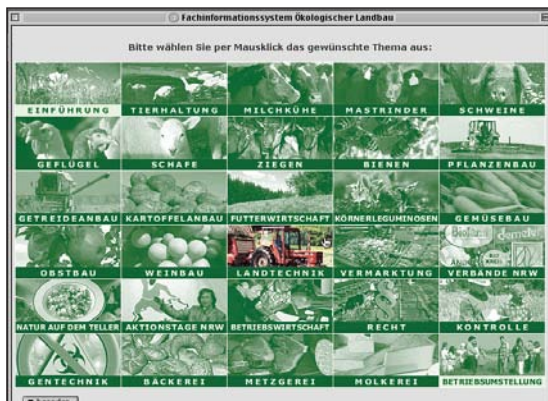 Fachinformationssystem Ökologischer Landbau
Bitte wählen Sie per Mausklick das gewünschte Thema aus:
EINFÜHRUNG TIERHALTUNG MILCHKÜHE MASTRINDER SCHWEINE
GEFLÜGEL SCHAFE ZIEGEN BIENEN PFLANZENBAU
GETREIDEANBAU KARTOFFELANBAU FUTTERWIRTSCHAFT KÖRNERLEGUMINOSEN GEMÜSEBAU
OBSTBAU WEINBAU LANDTECHNIK VERMARKTUNG VERBÄNDE NRW
NATUR AUF DEM TELLER AKTIONSTAGE NRW BETRIEBSWIRTSCHAFT RECHT KONTROLLE
GENTECHNIK BÄCKEREI METZGEREI MOLKEREI BETRIEBSUMSTELLUNG